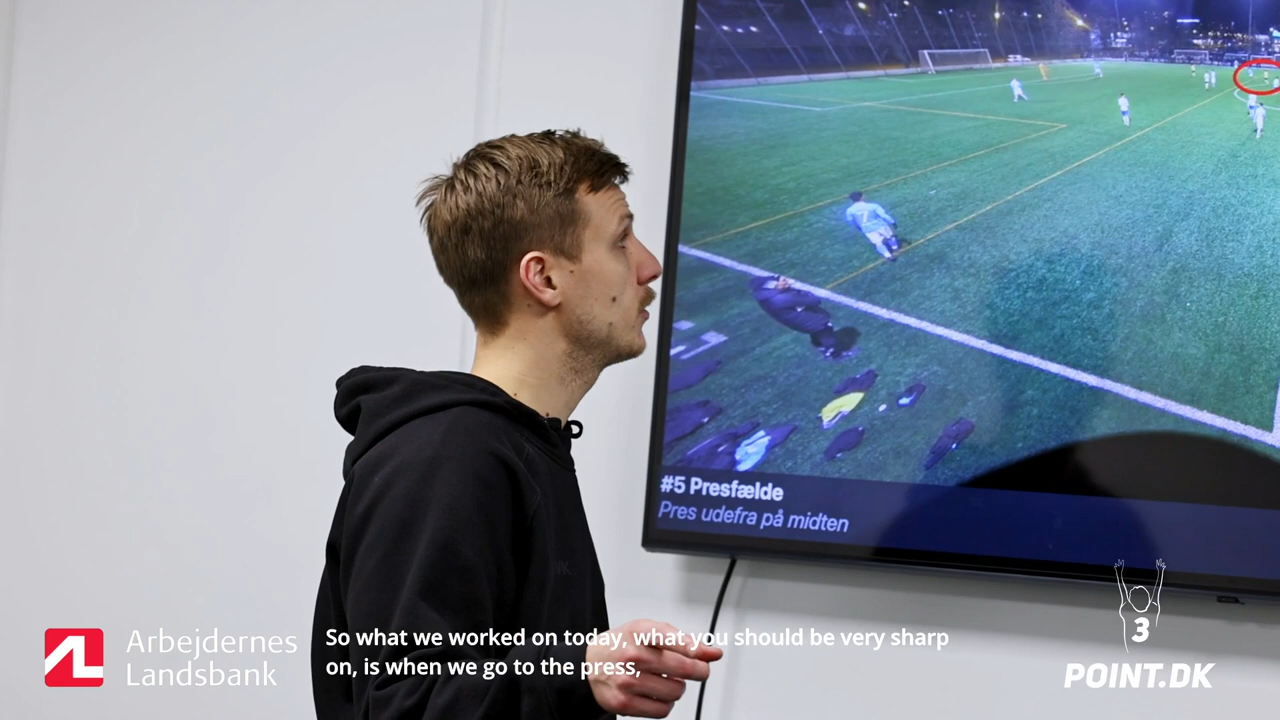 7
#5 Presfælde
Pres udefra på midten
Arbejdernes
Landsbank
So what we worked on today, what you should be very sharp
on, is when we go to the press,
3
POINT.DK